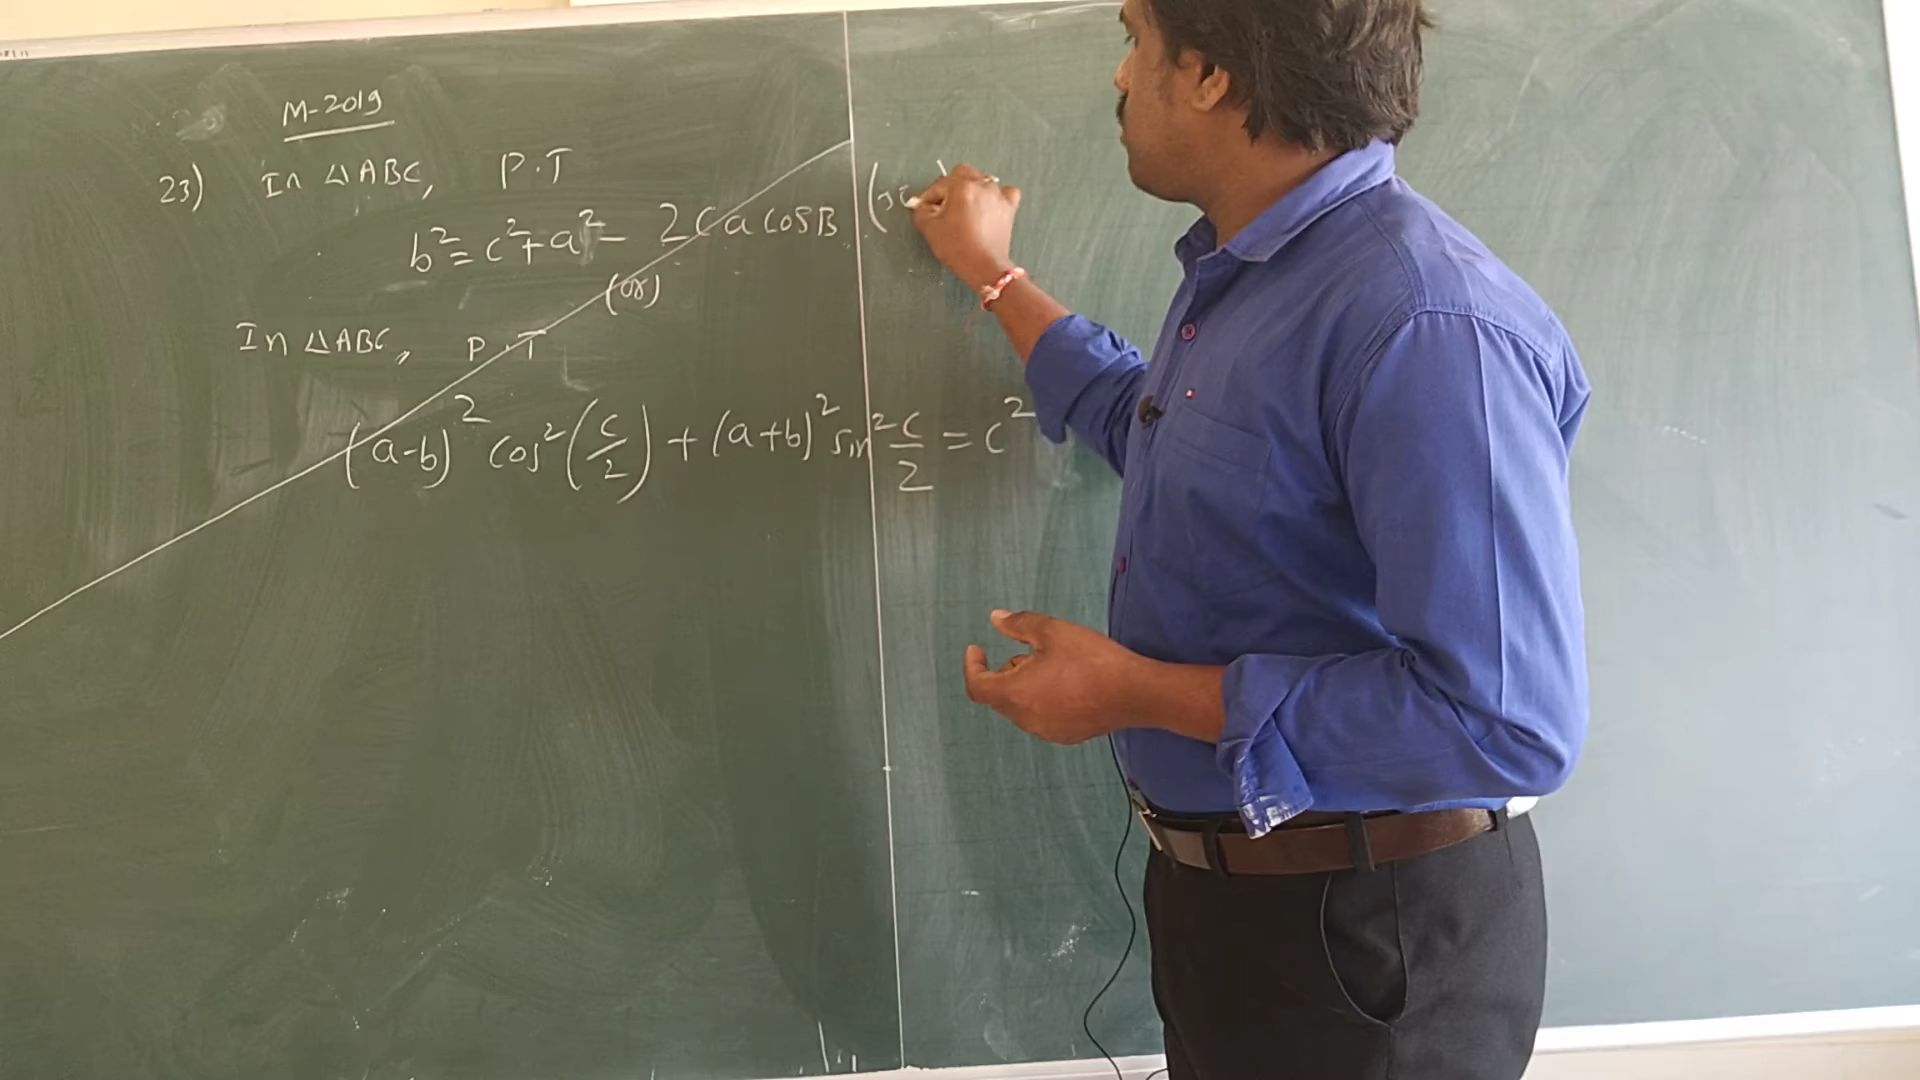 M-2019
23) In △ABC, P.T
b² = c² + a² - 2ca cosB
(or)
In △ABC, P.T
(a-b)² cos²(c/2) + (a+b)² sin² c/2 = c²